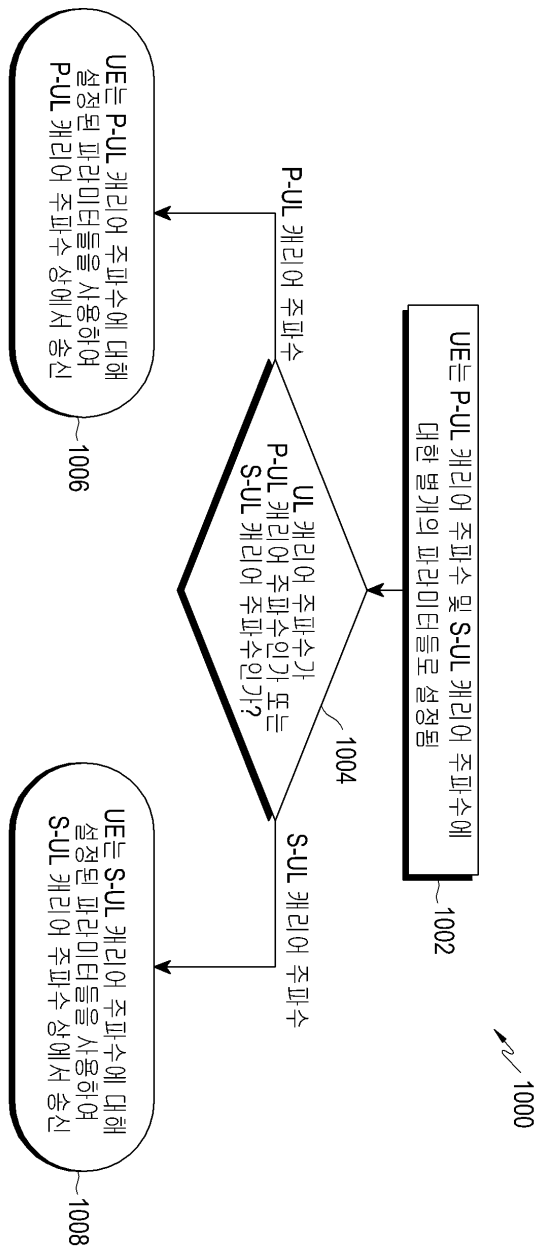 1000
UE는 P-UL 캐리어 주파수 및 S-UL 캐리어 주파수에
대한 별개의 파라미터들로 설정됨
1002
UL 캐리어 주파수가
P-UL 캐리어 주파수인가 또는
S-UL 캐리어 주파수인가?
1004
P-UL 캐리어 주파수
S-UL 캐리어 주파수
UE는 P-UL 캐리어 주파수에 대해
설정된 파라미터들을 사용하여
P-UL 캐리어 주파수 상에서 송신
1006
UE는 S-UL 캐리어 주파수에 대해
설정된 파라미터들을 사용하여
S-UL 캐리어 주파수 상에서 송신
1008